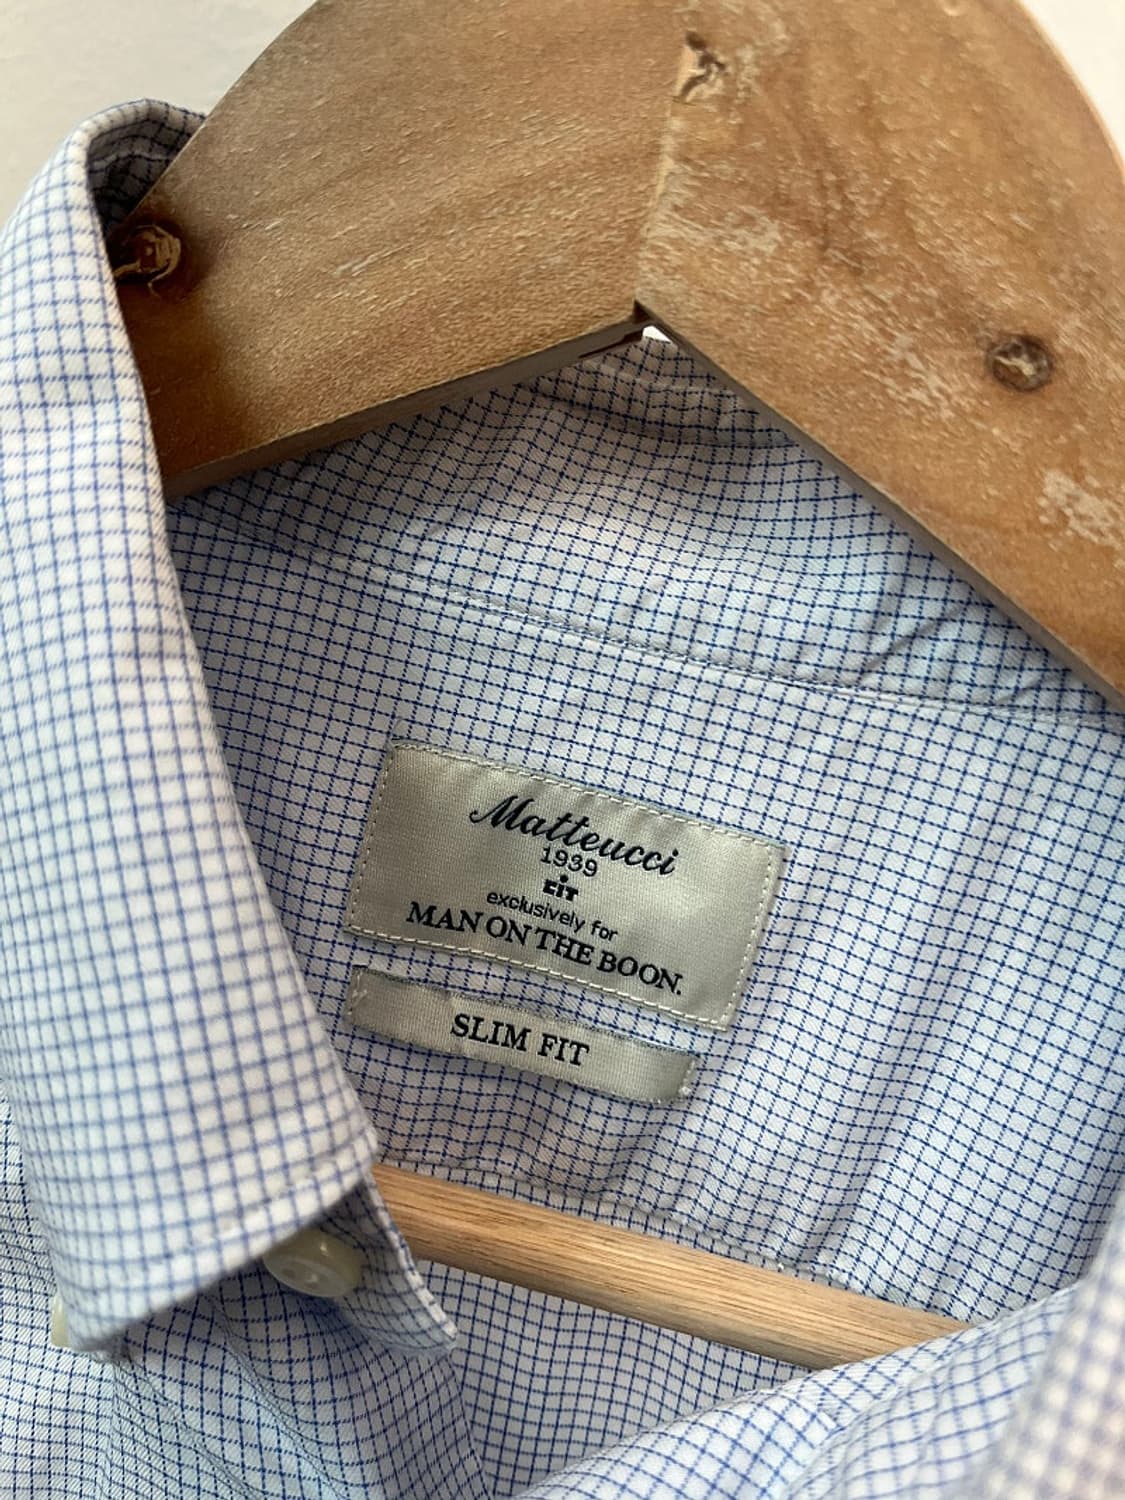 Matteucci
1939
CIT
exclusively for
MAN ON THE BOON.
SLIM FIT